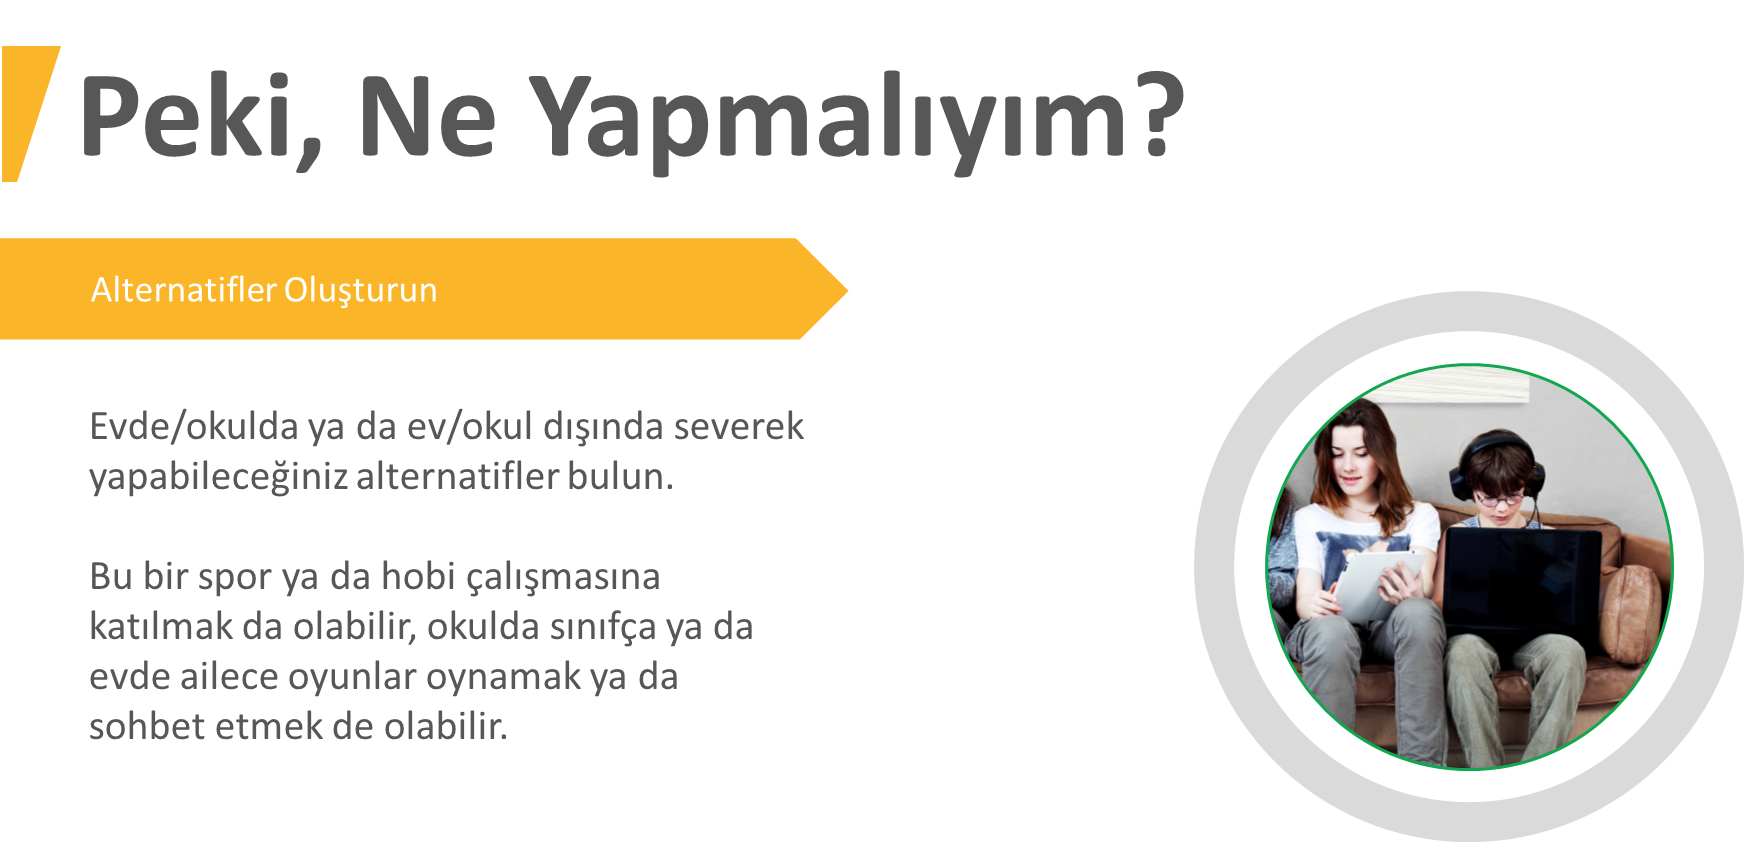 Peki, Ne Yapmalıyım?
Alternatifler Oluşturun
Evde/okulda ya da ev/okul dışında severek
yapabileceğiniz alternatifler bulun.
Bu bir spor ya da hobi çalışmasına
katılmak da olabilir, okulda sınıfça ya da
evde ailece oyunlar oynamak ya da
sohbet etmek de olabilir.